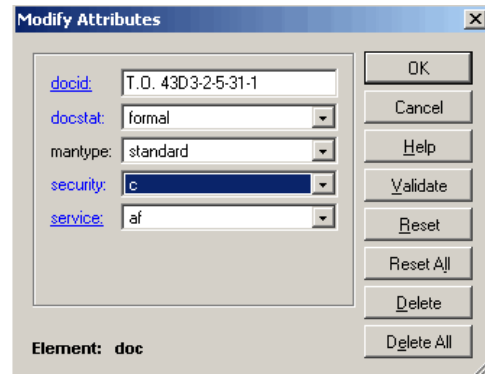 Modify Attributes
docid: T.O. 43D3-2-5-31-1
docstat: formal
mantype: standard
security: c
service: af
Element: doc
OK
Cancel
Help
Validate
Reset
Reset All
Delete
Delete All